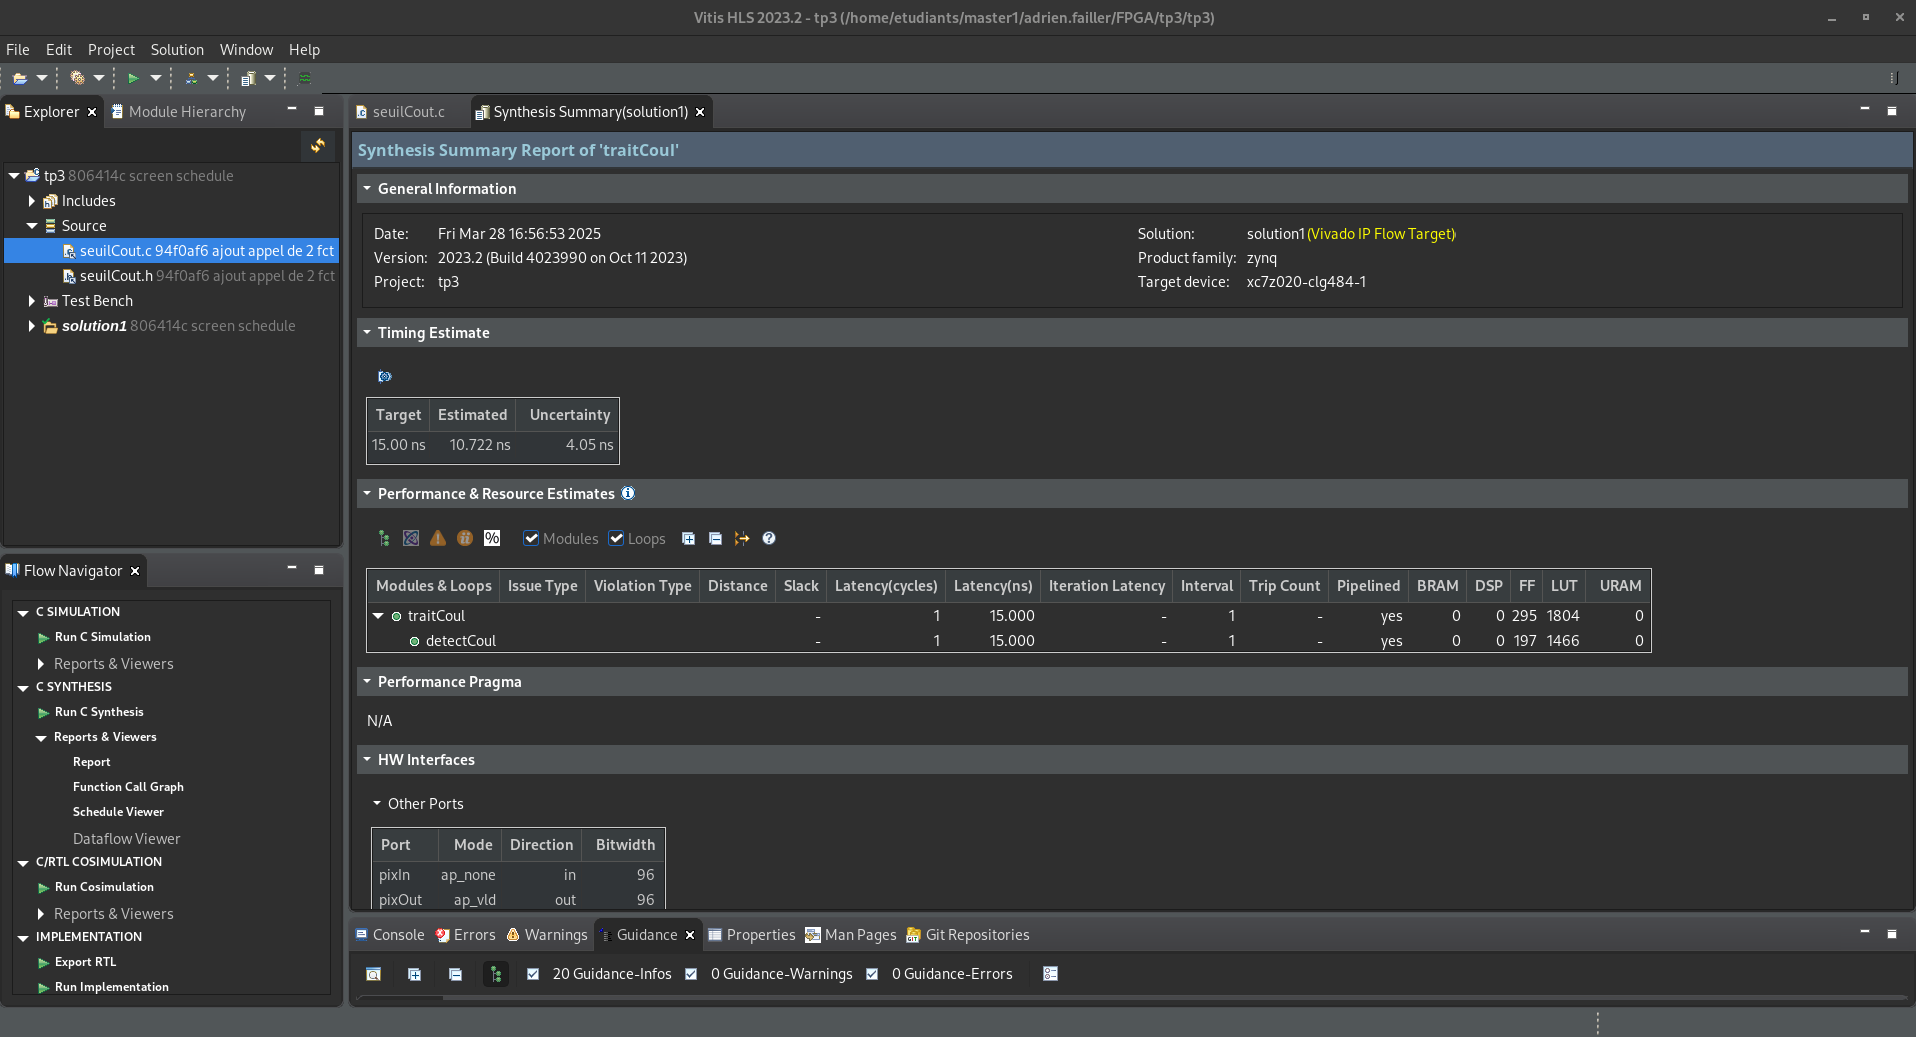 Vitis HLS 2023.2 - tp3 (/home/etudiants/master1/adrien.failler/FPGA/tp3/tp3)
File Edit Project Solution Window Help
Explorer Module Hierarchy
tp3 806414c screen schedule
Includes
Source
seuilCout.c 94f0af6 ajout appel de 2 fct
seuilCout.h 94f0af6 ajout appel de 2 fct
Test Bench
solution1 806414c screen schedule
Flow Navigator
C SIMULATION
Run C Simulation
Reports & Viewers
C SYNTHESIS
Run C Synthesis
Reports & Viewers
Report
Function Call Graph
Schedule Viewer
Dataflow Viewer
C/RTL COSIMULATION
Run Cosimulation
Reports & Viewers
IMPLEMENTATION
Export RTL
Run Implementation
seuilCout.c Synthesis Summary(solution1)
Synthesis Summary Report of 'traitCoul'
General Information
Date: Fri Mar 28 16:56:53 2025
Version: 2023.2 (Build 4023990 on Oct 11 2023)
Project: tp3
Solution: solution1 (Vivado IP Flow Target)
Product family: zynq
Target device: xc7z020-clg484-1
Timing Estimate
Target Estimated Uncertainty
15.00 ns 10.722 ns 4.05 ns
Performance & Resource Estimates
% Modules Loops
Modules & Loops Issue Type Violation Type Distance Slack Latency(cycles) Latency(ns) Iteration Latency Interval Trip Count Pipelined BRAM DSP FF LUT URAM
traitCoul - 1 15.000 - 1 - yes 0 0 295 1804 0
detectCoul - 1 15.000 - 1 - yes 0 0 197 1466 0
Performance Pragma
N/A
HW Interfaces
Other Ports
Port Mode Direction Bitwidth
pixIn ap_none in 96
pixOut ap_vld out 96
Console Errors Warnings Guidance Properties Man Pages Git Repositories
20 Guidance-Infos 0 Guidance-Warnings 0 Guidance-Errors